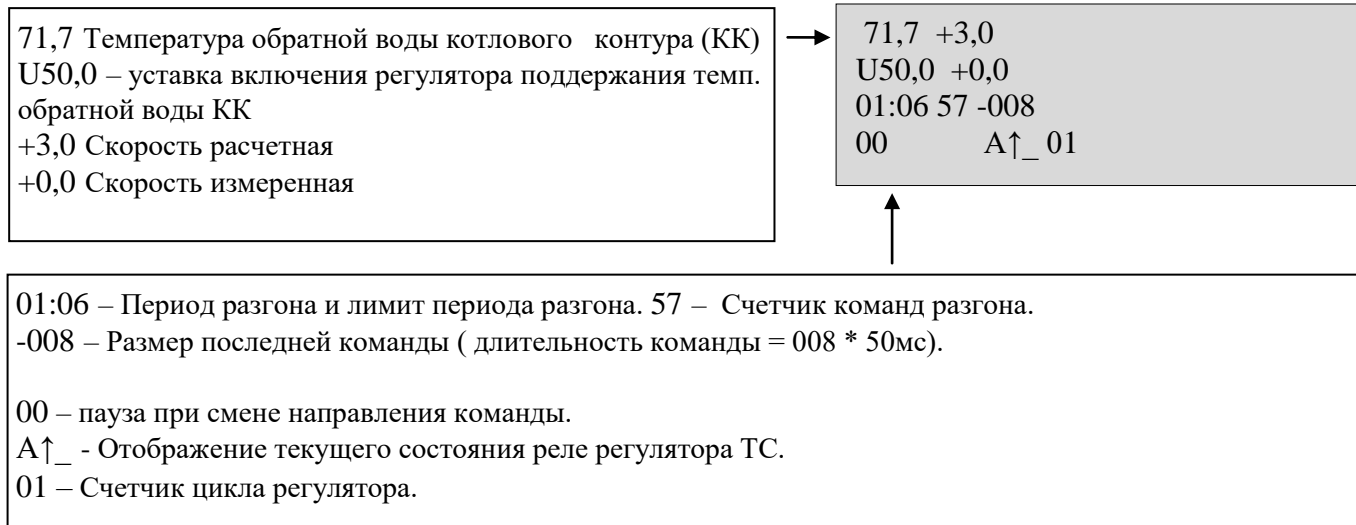 71,7 Температура обратной воды котлового контура (КК)
U50,0 – уставка включения регулятора поддержания темп.
обратной воды КК
+3,0 Скорость расчетная
+0,0 Скорость измеренная
71,7 +3,0
U50,0 +0,0
01:06 57 -008
00 А↑_ 01
01:06 – Период разгона и лимит периода разгона. 57 – Счетчик команд разгона.
-008 – Размер последней команды ( длительность команды = 008 * 50мс).
00 – пауза при смене направления команды.
А↑_ - Отображение текущего состояния реле регулятора ТС.
01 – Счетчик цикла регулятора.